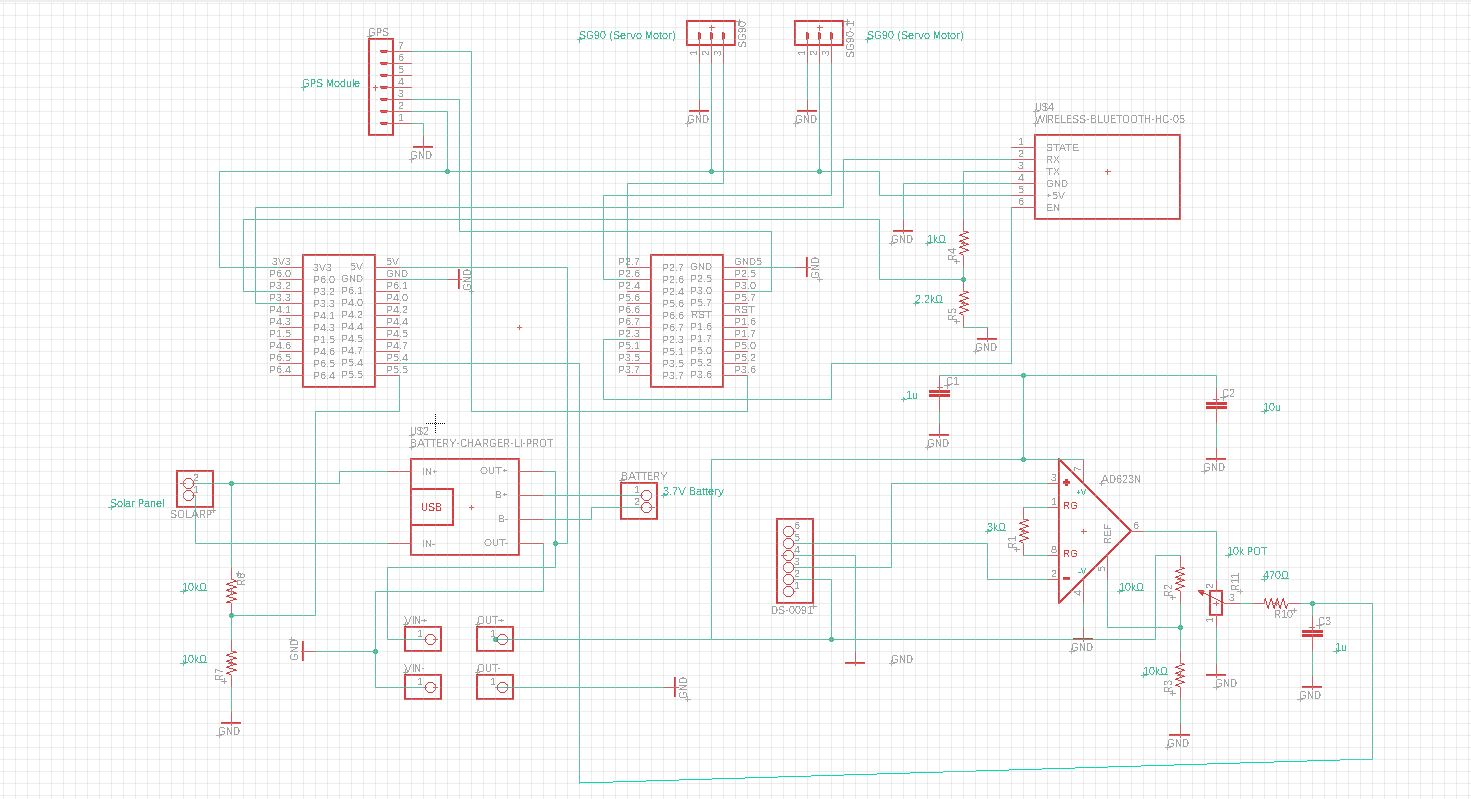 GPS
7
6
5
4
3
2
1
GPS Module
GND
SG90 (Servo Motor)
SG90
1 2 3
GND
SG90-1
1 2 3
SG90 (Servo Motor)
GND
WIRELESS-BLUETOOTH-HC-05
1 STATE
2 RX
3 TX
4 GND
5 +5V
6 EN
GND
1kΩ
R4
2.2kΩ
R5
GND
3V3 3V3 5V 5V
P6.0 P6.0 GND GND
P3.2 P3.2 P6.1 P6.1
P3.3 P3.3 P4.0 P4.0
P4.1 P4.1 P4.2 P4.2
P4.3 P4.3 P4.4 P4.4
P1.5 P1.5 P4.5 P4.5
P4.6 P4.6 P4.7 P4.7
P6.5 P6.5 P5.4 P5.4
P6.4 P6.4 P5.5 P5.5
GND
P2.7 P2.7 GND GND5
P2.6 P2.6 P2.5 P2.5
P2.4 P2.4 P3.0 P3.0
P5.6 P5.6 P5.7 P5.7
P6.6 P6.6 RST RST
P6.7 P6.7 P1.6 P1.6
P2.3 P2.3 P1.7 P1.7
P5.1 P5.1 P5.0 P5.0
P3.5 P3.5 P5.2 P5.2
P3.7 P3.7 P3.6 P3.6
GND
C1
1u
GND
C2
10u
GND
BATTERY-CHARGER-LI-PROT
IN+ OUT+
B+
USB
B-
IN- OUT-
Solar Panel
2
1
SOLARP
BATTERY
1
2
3.7V Battery
10kΩ
R6
10kΩ
R7
GND
GND
VIN+
1
OUT+
1
VIN-
1
OUT-
1
GND
6
5
4
3
2
1
DS-0091
GND
AD623N
3
7
+V
1 RG
3kΩ
R1
REF
6
8 RG
2
-V
4
5
GND
10kΩ
R2
10kΩ
R3
GND
10k POT
R11
2
3
1
GND
470Ω
R10
C3
1u
GND